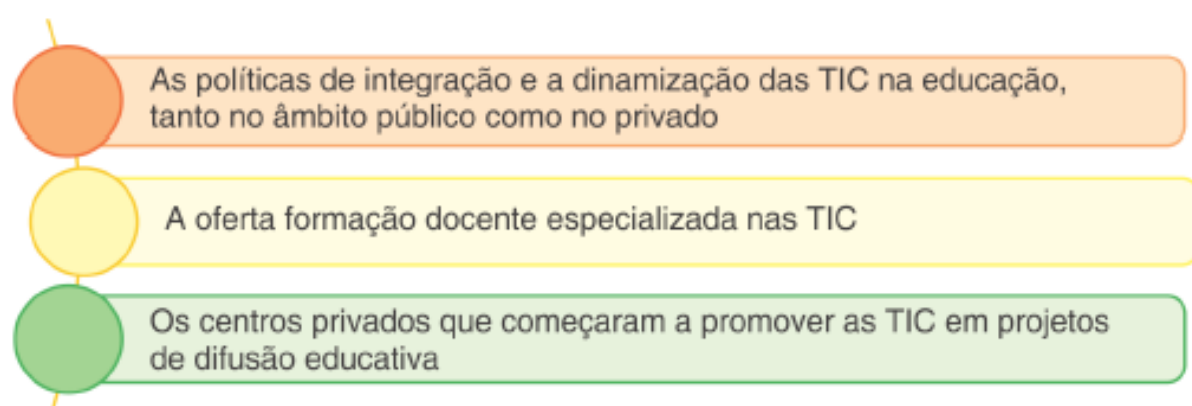 As políticas de integração e a dinamização das TIC na educação,
tanto no âmbito público como no privado
A oferta formação docente especializada nas TIC
Os centros privados que começaram a promover as TIC em projetos
de difusão educativa